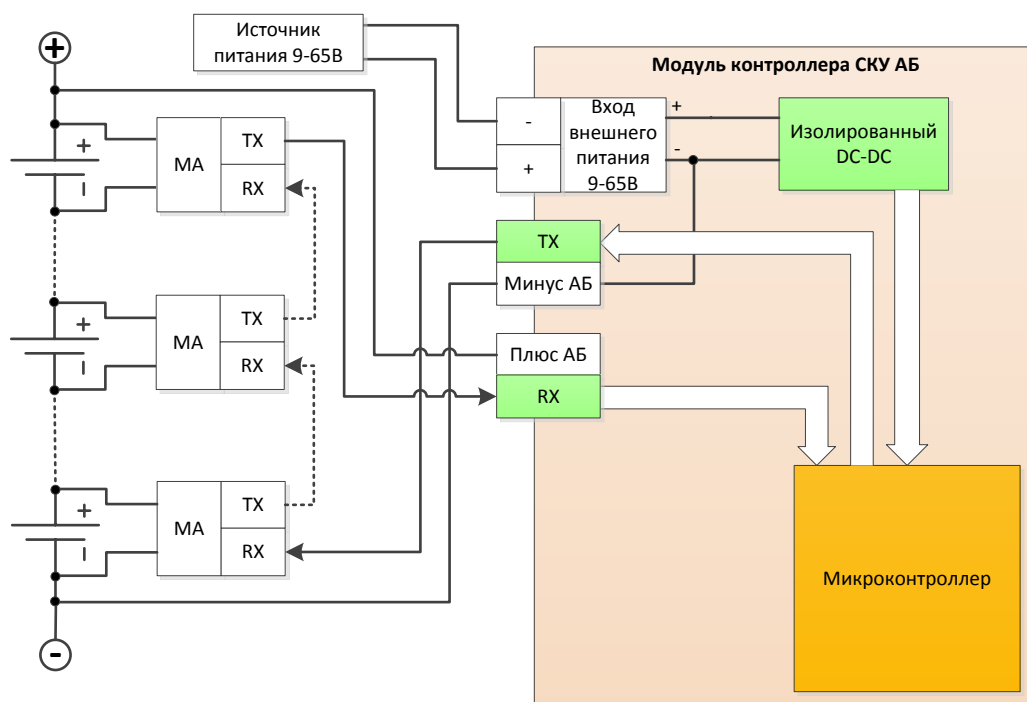 Источник
питания 9-65В
Модуль контроллера СКУ АБ
+
-
+
Вход
внешнего
питания
9-65В
+
-
Изолированный
DC-DC
+
–
МА
TX
RX
TX
Минус АБ
+
–
МА
TX
RX
Плюс АБ
RX
+
–
МА
TX
RX
Микроконтроллер
-